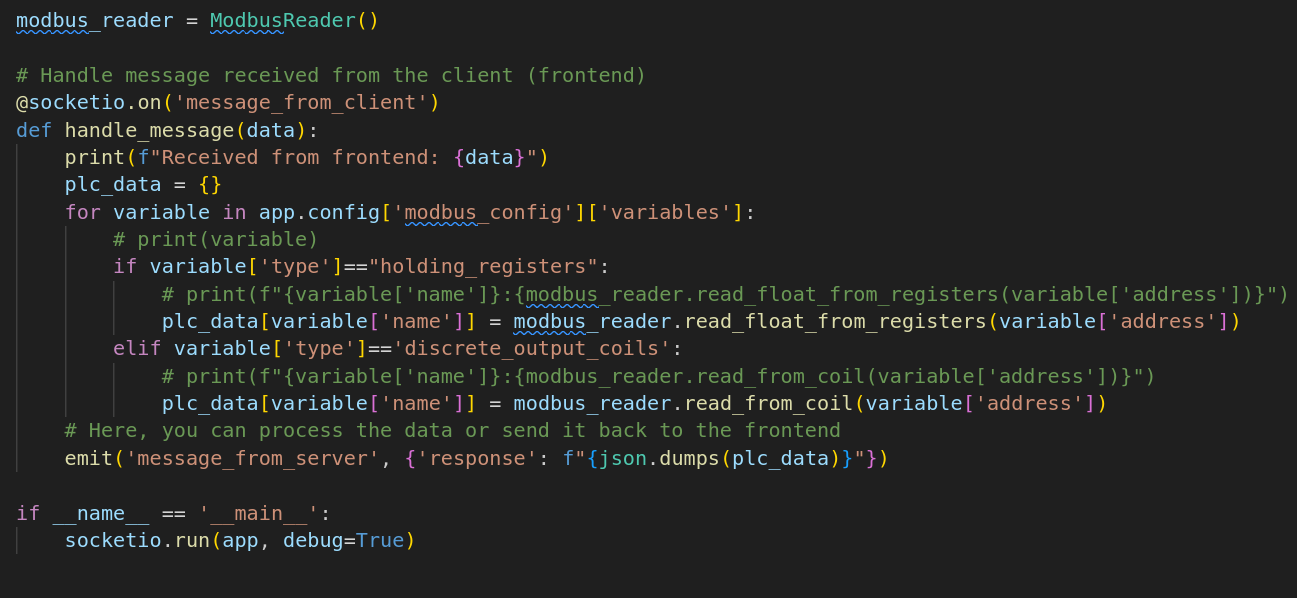 modbus_reader = ModbusReader()

# Handle message received from the client (frontend)
@socketio.on('message_from_client')
def handle_message(data):
    print(f"Received from frontend: {data}")
    plc_data = {}
    for variable in app.config['modbus_config']['variables']:
        # print(variable)
        if variable['type']=="holding_registers":
            # print(f"{variable['name']}:{modbus_reader.read_float_from_registers(variable['address'])}")
            plc_data[variable['name']] = modbus_reader.read_float_from_registers(variable['address'])
        elif variable['type']=='discrete_output_coils':
            # print(f"{variable['name']}:{modbus_reader.read_from_coil(variable['address'])}")
            plc_data[variable['name']] = modbus_reader.read_from_coil(variable['address'])
    # Here, you can process the data or send it back to the frontend
    emit('message_from_server', {'response': f"{json.dumps(plc_data)}"})

if __name__ == '__main__':
    socketio.run(app, debug=True)